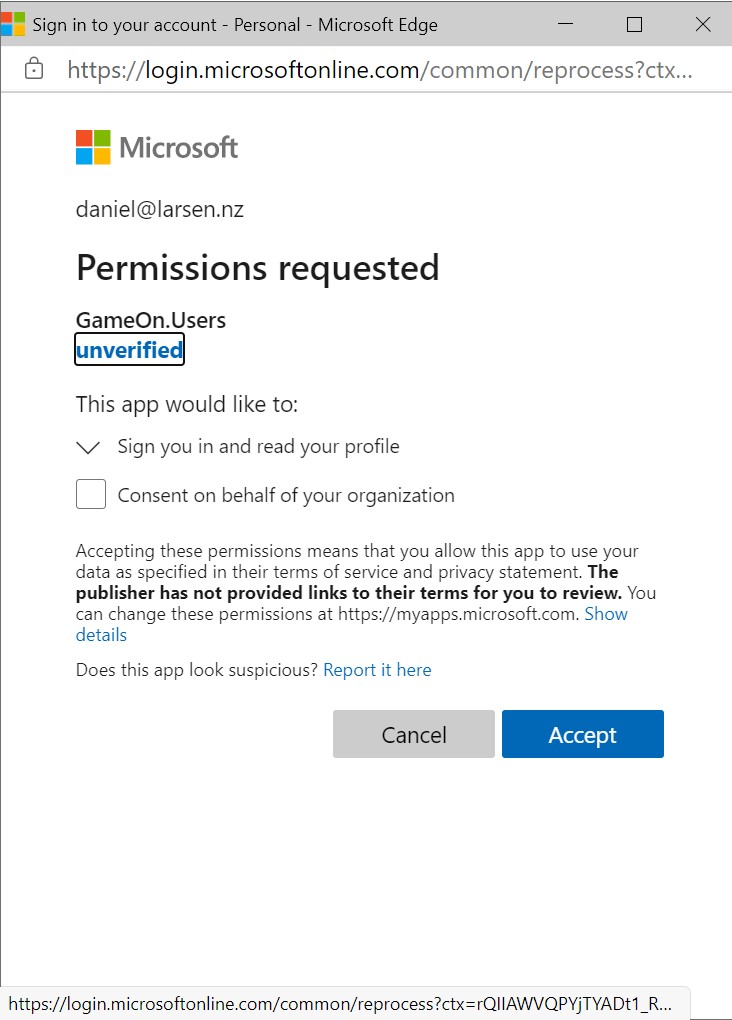 Sign in to your account - Personal - Microsoft Edge
https://login.microsoftonline.com/common/reprocess?ctx...
Microsoft
daniel@larsen.nz
Permissions requested
GameOn.Users
unverified
This app would like to:
Sign you in and read your profile
Consent on behalf of your organization
Accepting these permissions means that you allow this app to use your
data as specified in their terms of service and privacy statement. The
publisher has not provided links to their terms for you to review. You
can change these permissions at https://myapps.microsoft.com. Show
details
Does this app look suspicious? Report it here
Cancel Accept
https://login.microsoftonline.com/common/reprocess?ctx=rQIIAWVQPYjTYADt1_R...